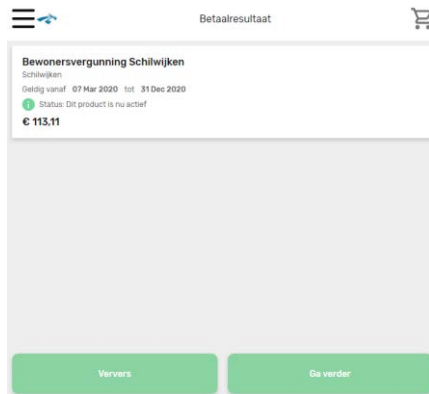 Betaalresultaat
Bewonersvergunning Schilwijken
Schilwijken
Geldig vanaf 07 Mar 2020 tot 31 Dec 2020
Status: Dit product is nu actief
€ 113,11
Ververs
Ga verder